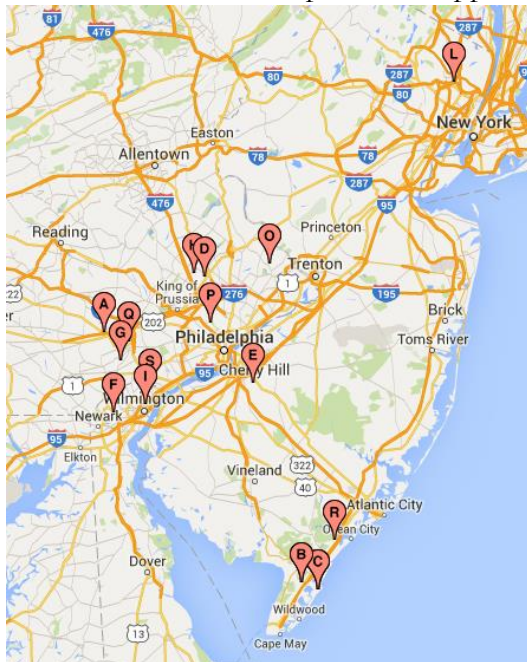 81
476
L
287
287
80
80
New York
Easton
Allentown
78
78
476
287
95
Reading
O
Princeton
D
Trenton
King of
Prussia
276
1
195
P
A
Q
202
G
Philadelphia
Brick
Toms River
E
Cherry Hill
S
95
1
I
F
Wilmington
Newark
95
Elkton
Vineland
322
40
Atlantic City
R
Ocean City
B
C
Dover
Wildwood
13
Cape May